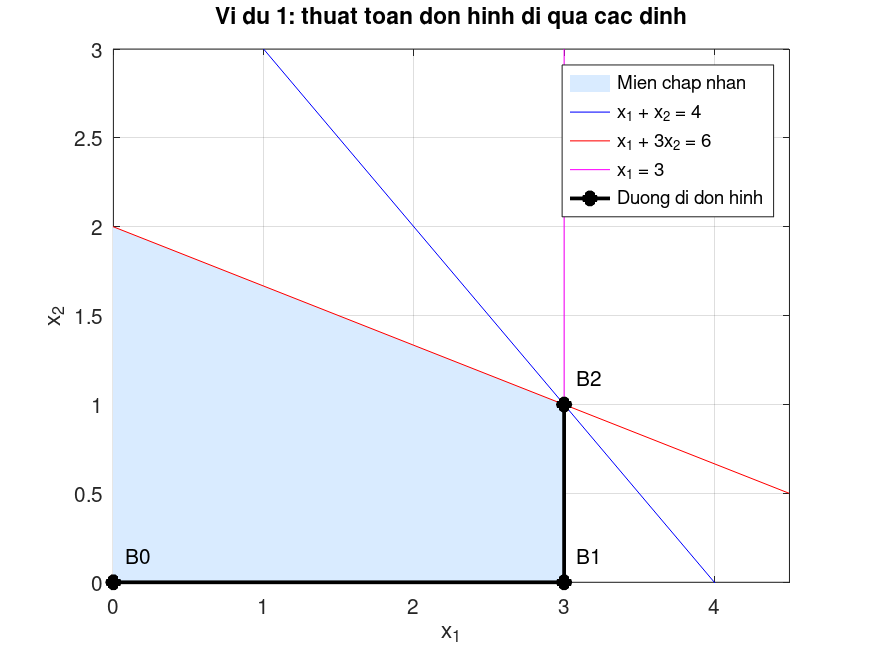 Vi du 1: thuat toan don hinh di qua cac dinh
3
2.5
2
1.5
1
0.5
0
x₂
Mien chap nhan
x₁ + x₂ = 4
x₁ + 3x₂ = 6
x₁ = 3
Duong di don hinh
B2
B0
B1
0 1 2 3 4
x₁